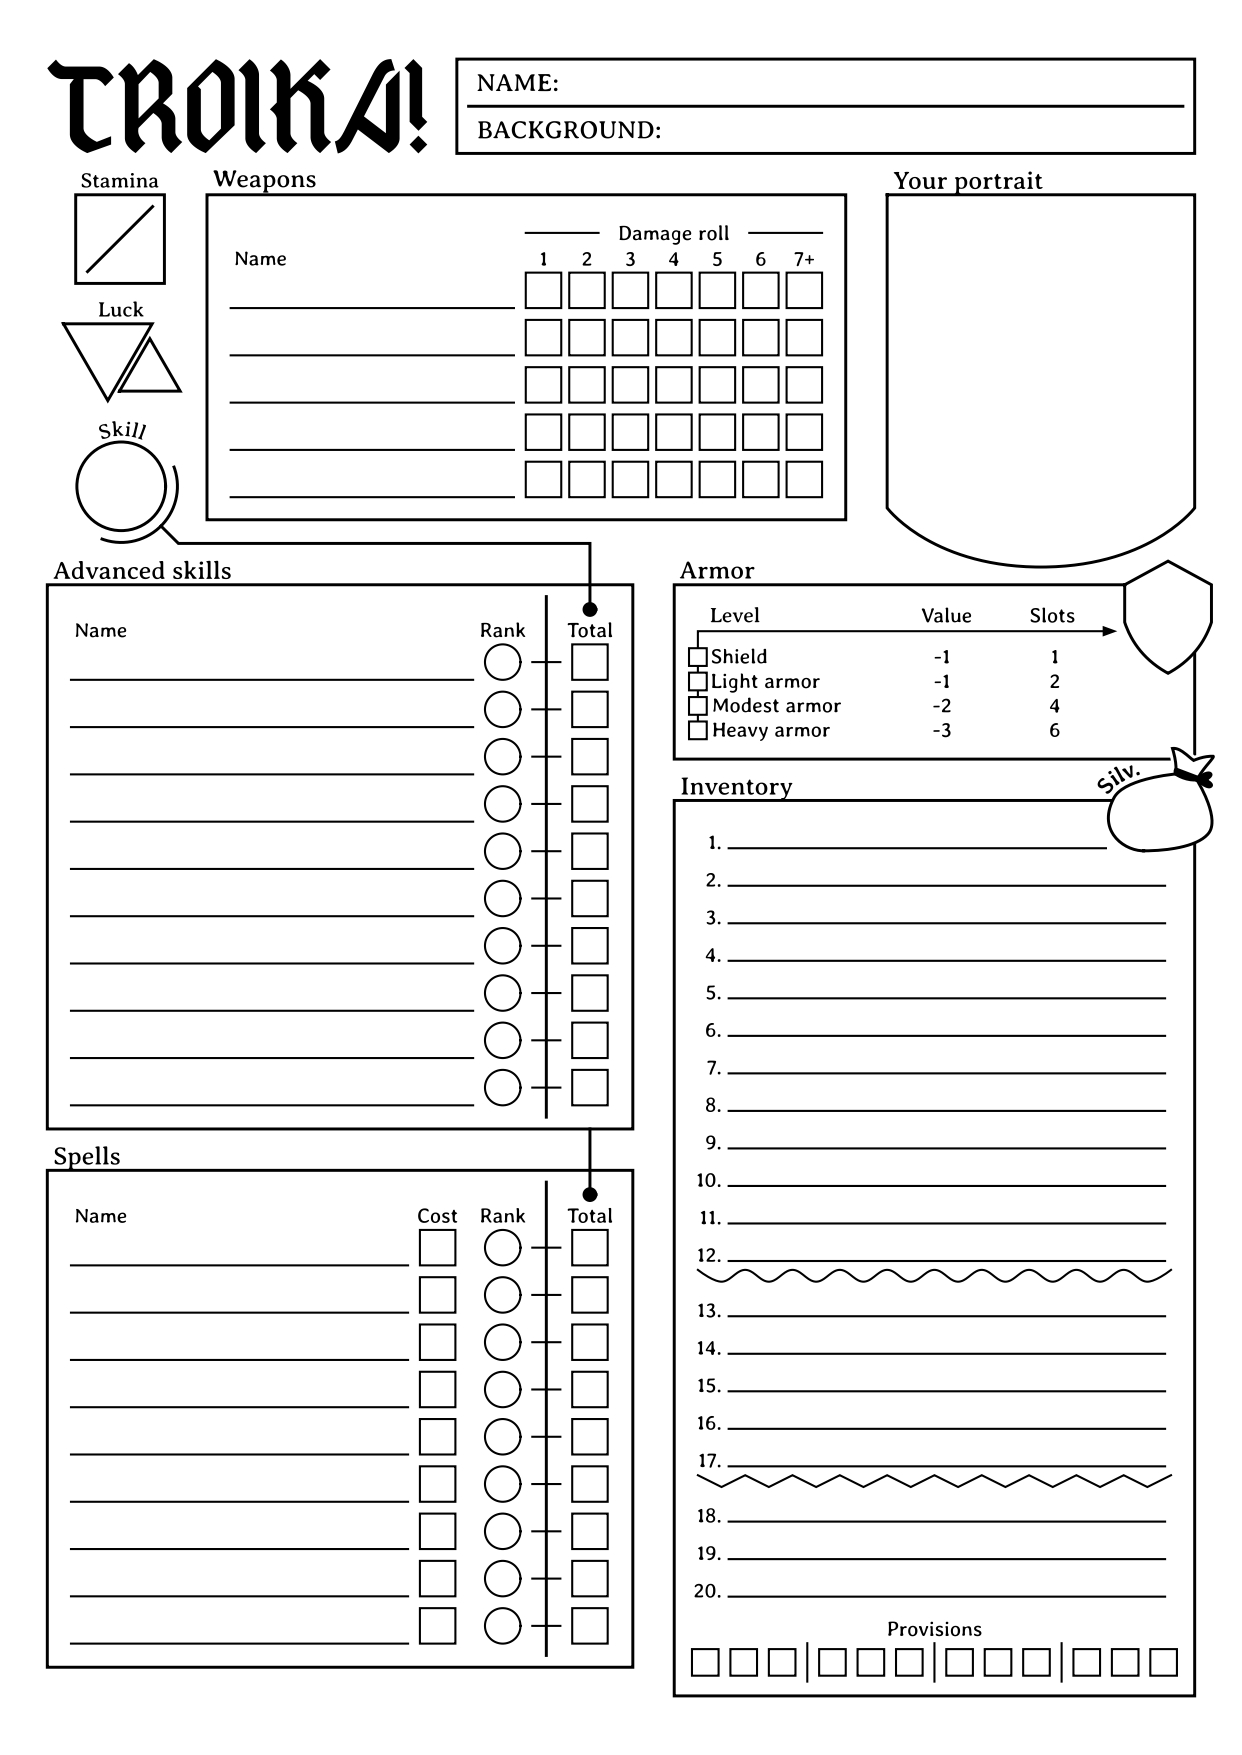 TROIKA!
NAME:
BACKGROUND:
Stamina
Luck
Skill
Weapons
Damage roll
Name 1 2 3 4 5 6 7+
Your portrait
Advanced skills
Name Rank Total
Spells
Name Cost Rank Total
Armor
Level Value Slots
Shield -1 1
Light armor -1 2
Modest armor -2 4
Heavy armor -3 6
Silv.
Inventory
1.
2.
3.
4.
5.
6.
7.
8.
9.
10.
11.
12.
13.
14.
15.
16.
17.
18.
19.
20.
Provisions